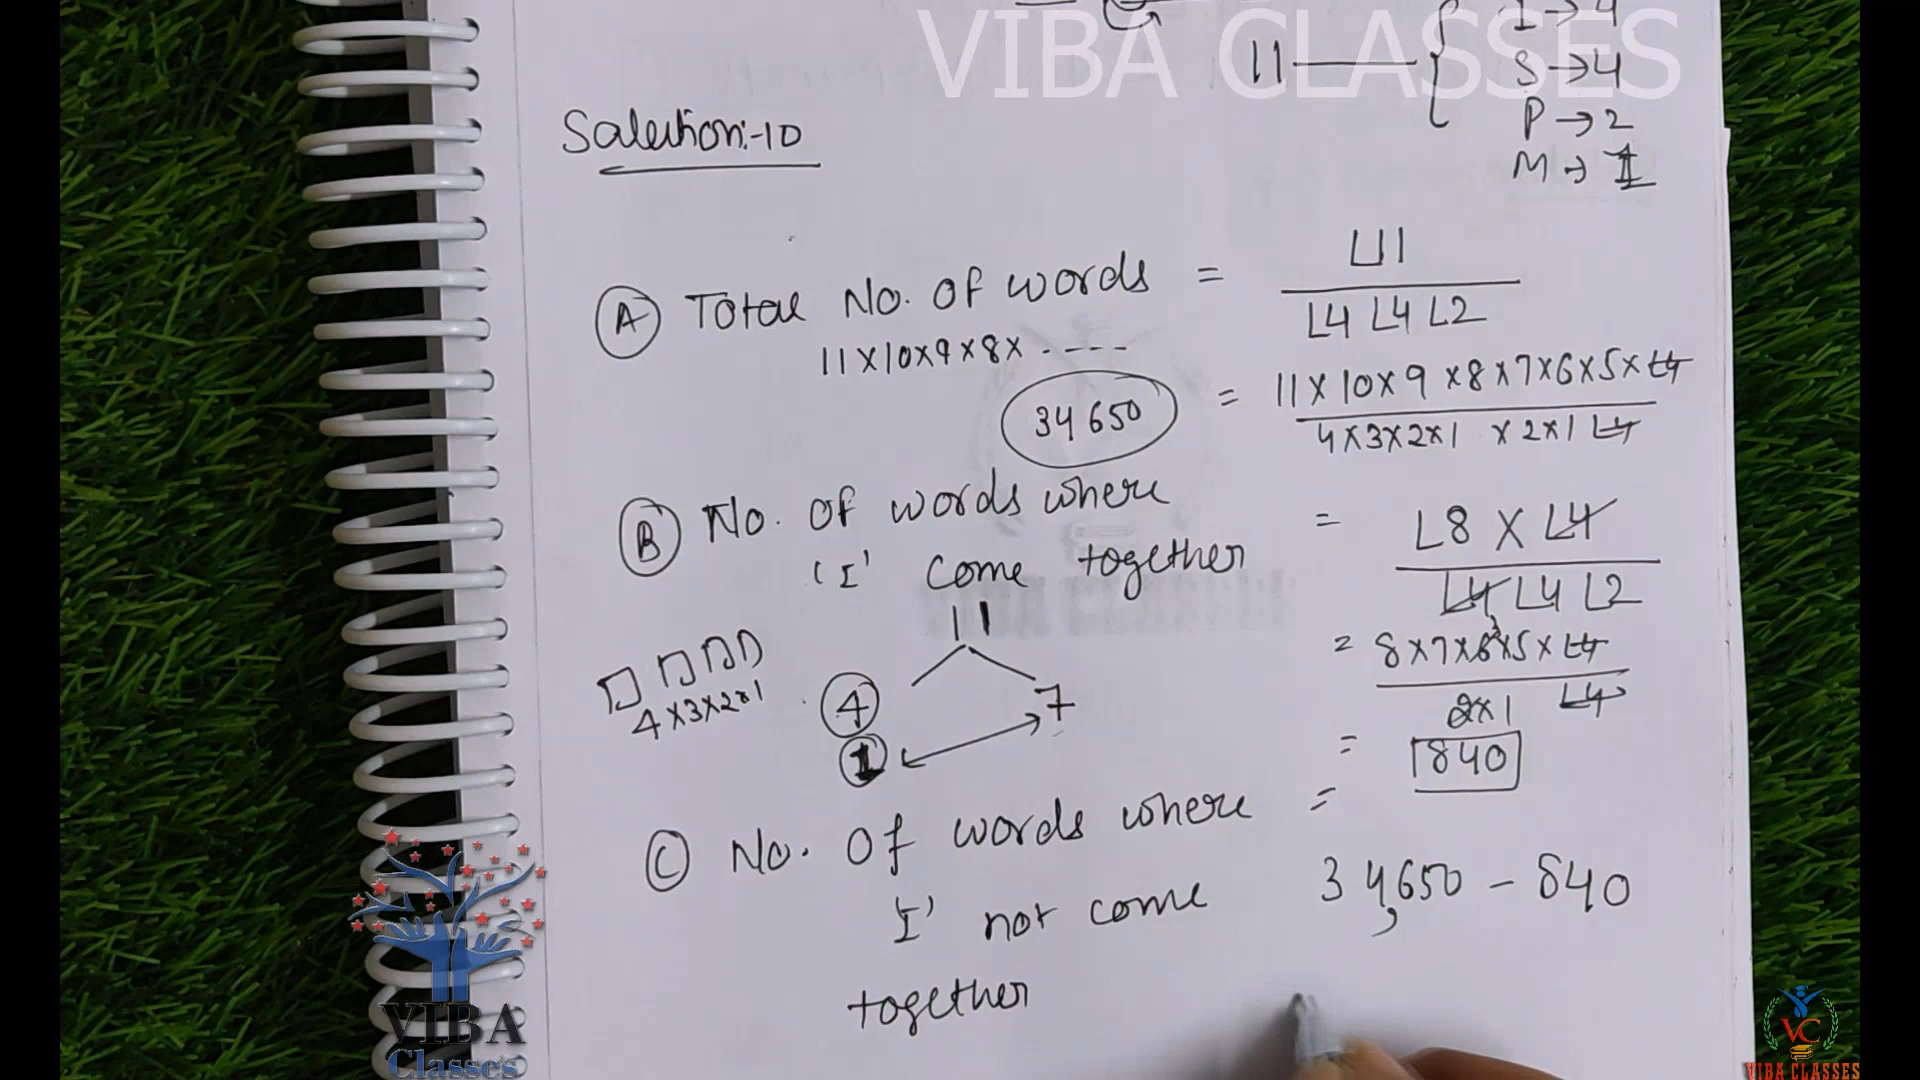 VIBA CLASSES
I → 4
11 — { S → 4
P → 2
M → 1
Solution:-10
(A) Total No. of words = ∟11 / ∟4 ∟4 ∟2
11×10×9×8×.----
34650 = 11×10×9×8×7×6×5×∟4 / 4×3×2×1 ×2×1 ∟4
(B) No. of words where = ∟8 × ∟4 / ∟4 ∟4 ∟2
'I' come together
11
= 8×7×6×5×∟4 / 2×1 ∟4
4×3×2×1
4 7
1
= 840
(C) No. of words where =
'I' not come 34,650 - 840
together
VIBA
Classes
VC
VIBA CLASSES